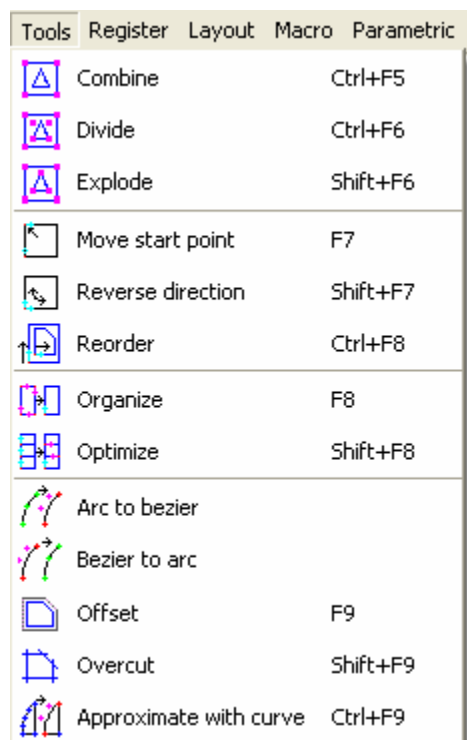 Tools Register Layout Macro Parametric
Combine Ctrl+F5
Divide Ctrl+F6
Explode Shift+F6
Move start point F7
Reverse direction Shift+F7
Reorder Ctrl+F8
Organize F8
Optimize Shift+F8
Arc to bezier
Bezier to arc
Offset F9
Overcut Shift+F9
Approximate with curve Ctrl+F9